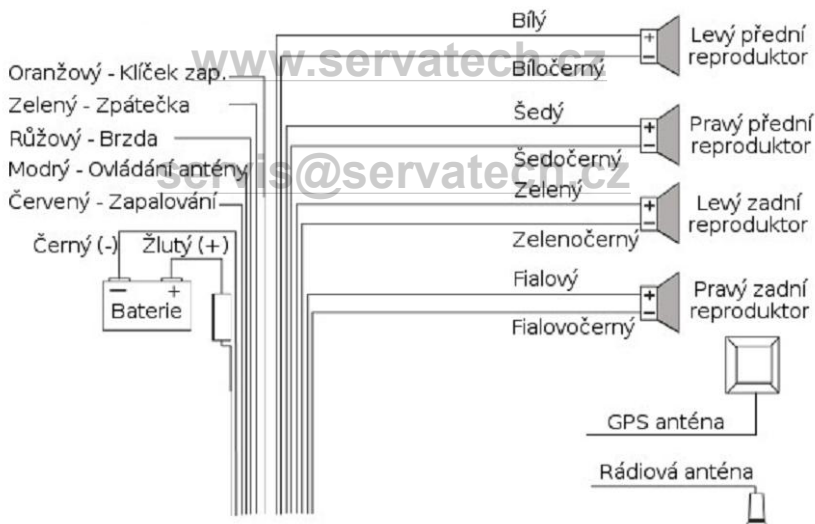 www.servatech.cz
servis@servatech.cz
Oranžový - Klíček zap.
Zelený - Zpátečka
Růžový - Brzda
Modrý - Ovládání antény
Červený - Zapalování
Černý (-) Žlutý (+)
Baterie
Bílý
Bíločerný
Levý přední
reproduktor
Šedý
Šedočerný
Pravý přední
reproduktor
Zelený
Zelenočerný
Levý zadní
reproduktor
Fialový
Fialovočerný
Pravý zadní
reproduktor
GPS anténa
Rádiová anténa